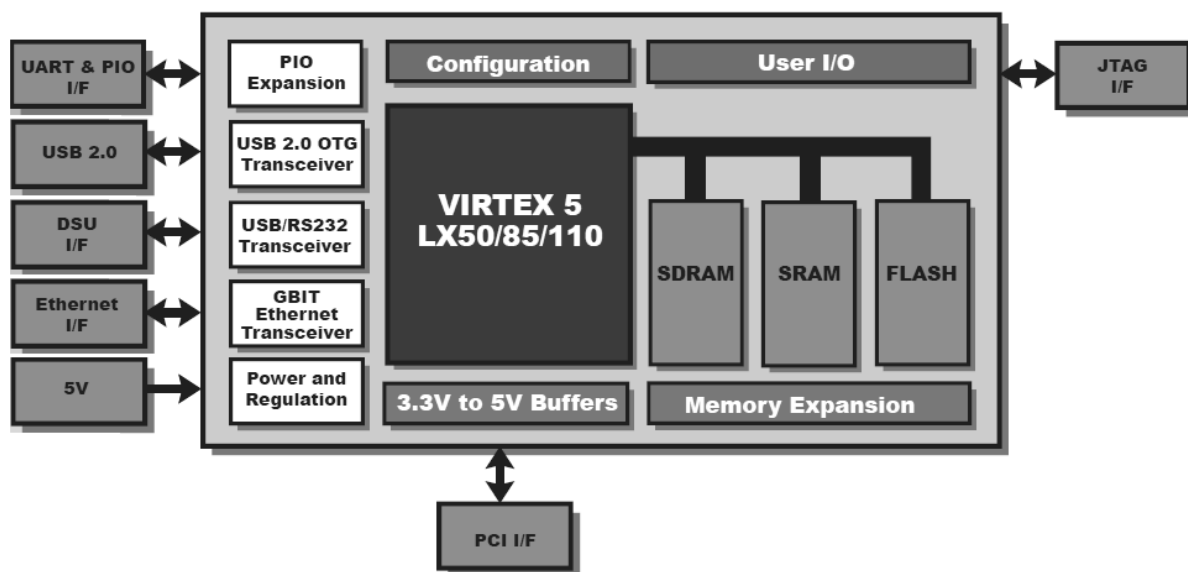 UART & PIO
I/F
USB 2.0
DSU
I/F
Ethernet
I/F
5V
PIO
Expansion
USB 2.0 OTG
Transceiver
USB/RS232
Transceiver
GBIT
Ethernet
Transceiver
Power and
Regulation
Configuration
User I/O
VIRTEX 5
LX50/85/110
SDRAM
SRAM
FLASH
3.3V to 5V Buffers
Memory Expansion
JTAG
I/F
PCI I/F